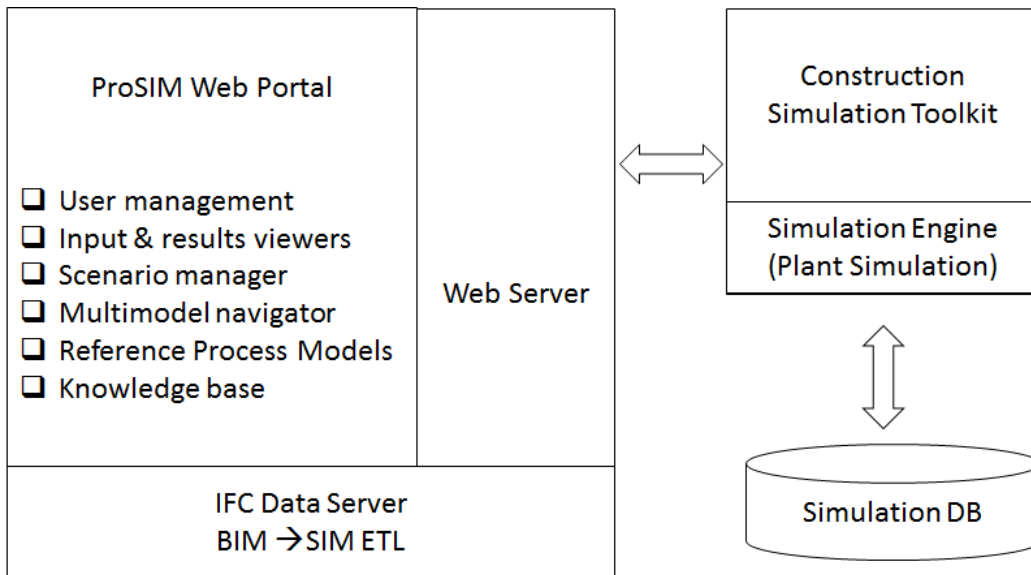 ProSIM Web Portal
User management
Input & results viewers
Scenario manager
Multimodel navigator
Reference Process Models
Knowledge base
Web Server
IFC Data Server
BIM → SIM ETL
Construction
Simulation Toolkit
Simulation Engine
(Plant Simulation)
Simulation DB